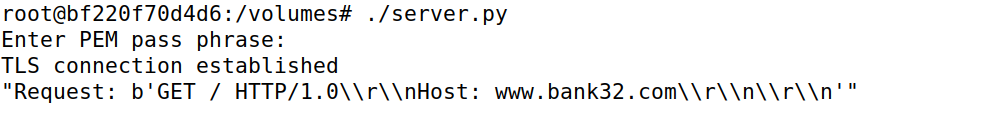 root@bf220f70d4d6:/volumes# ./server.py
Enter PEM pass phrase:
TLS connection established
"Request: b'GET / HTTP/1.0\\r\\nHost: www.bank32.com\\r\\n\\r\\n'"